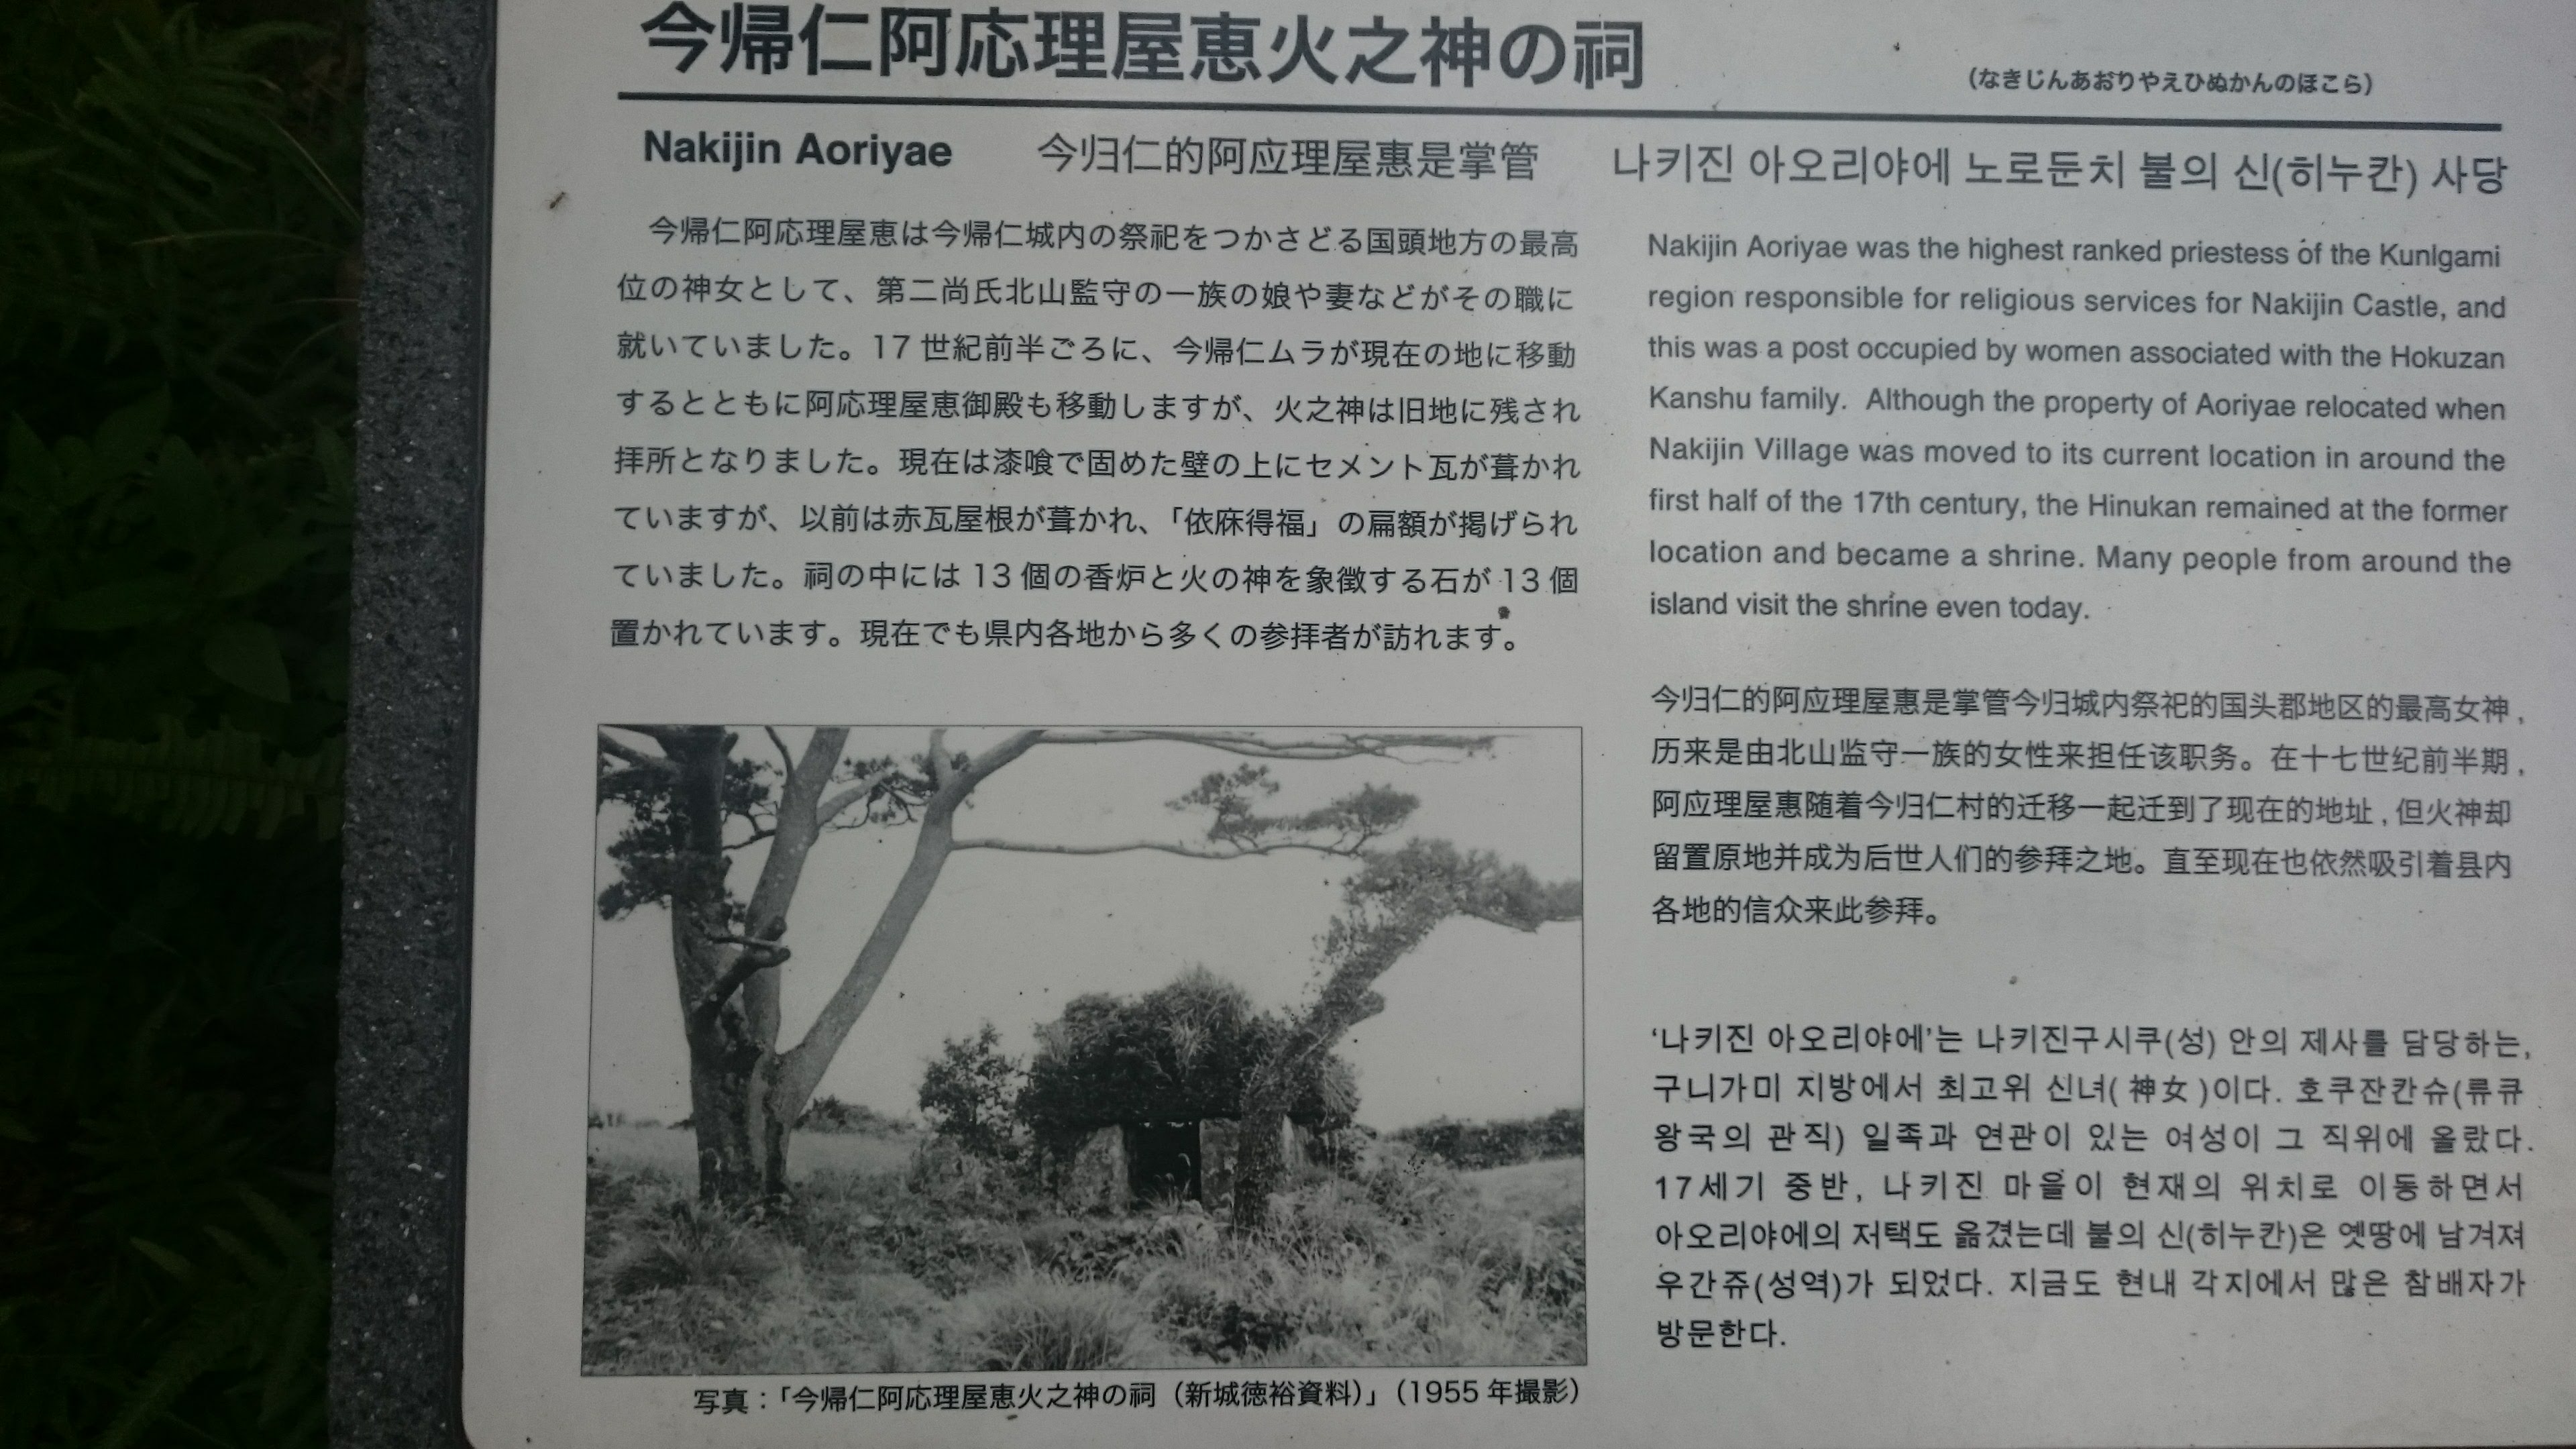 今帰仁阿応理屋恵火之神の祠
（なきじんあおりやえひぬかんのほこら）
Nakijin Aoriyae
今归仁的阿应理屋惠是掌管
나키진 아오리야에 노로둔치 불의 신(히누칸) 사당
今帰仁阿応理屋恵は今帰仁城内の祭祀をつかさどる国頭地方の最高
位の神女として、第二尚氏北山監守の一族の娘や妻などがその職に
就いていました。17 世紀前半ごろに、今帰仁ムラが現在の地に移動
するとともに阿応理屋恵御殿も移動しますが、火之神は旧地に残され
拝所となりました。現在は漆喰で固めた壁の上にセメント瓦が葺かれ
ていますが、以前は赤瓦屋根が葺かれ、「依庥得福」の扁額が掲げられ
ていました。祠の中には 13 個の香炉と火の神を象徴する石が 13 個
置かれています。現在でも県内各地から多くの参拝者が訪れます。
写真：「今帰仁阿応理屋恵火之神の祠（新城徳裕資料）」（1955 年撮影）
Nakijin Aoriyae was the highest ranked priestess of the KunIgami
region responsible for religious services for Nakijin Castle, and
this was a post occupied by women associated with the Hokuzan
Kanshu family. Although the property of Aoriyae relocated when
Nakijin Village was moved to its current location in around the
first half of the 17th century, the Hinukan remained at the former
location and became a shrine. Many people from around the
island visit the shrine even today.
今归仁的阿应理屋惠是掌管今归城内祭祀的国头郡地区的最高女神，
历来是由北山监守一族的女性来担任该职务。在十七世纪前半期，
阿应理屋惠随着今归仁村的迁移一起迁到了现在的地址，但火神却
留置原地并成为后世人们的参拜之地。直至现在也依然吸引着县内
各地的信众来此参拜。
‘나키진 아오리야에’는 나키진구시쿠(성) 안의 제사를 담당하는,
구니가미 지방에서 최고위 신녀( 神女 )이다. 호쿠잔칸슈(류큐
왕국의 관직) 일족과 연관이 있는 여성이 그 직위에 올랐다.
17세기 중반, 나키진 마을이 현재의 위치로 이동하면서
아오리야에의 저택도 옮겼는데 불의 신(히누칸)은 옛땅에 남겨져
우간쥬(성역)가 되었다. 지금도 현내 각지에서 많은 참배자가
방문한다.